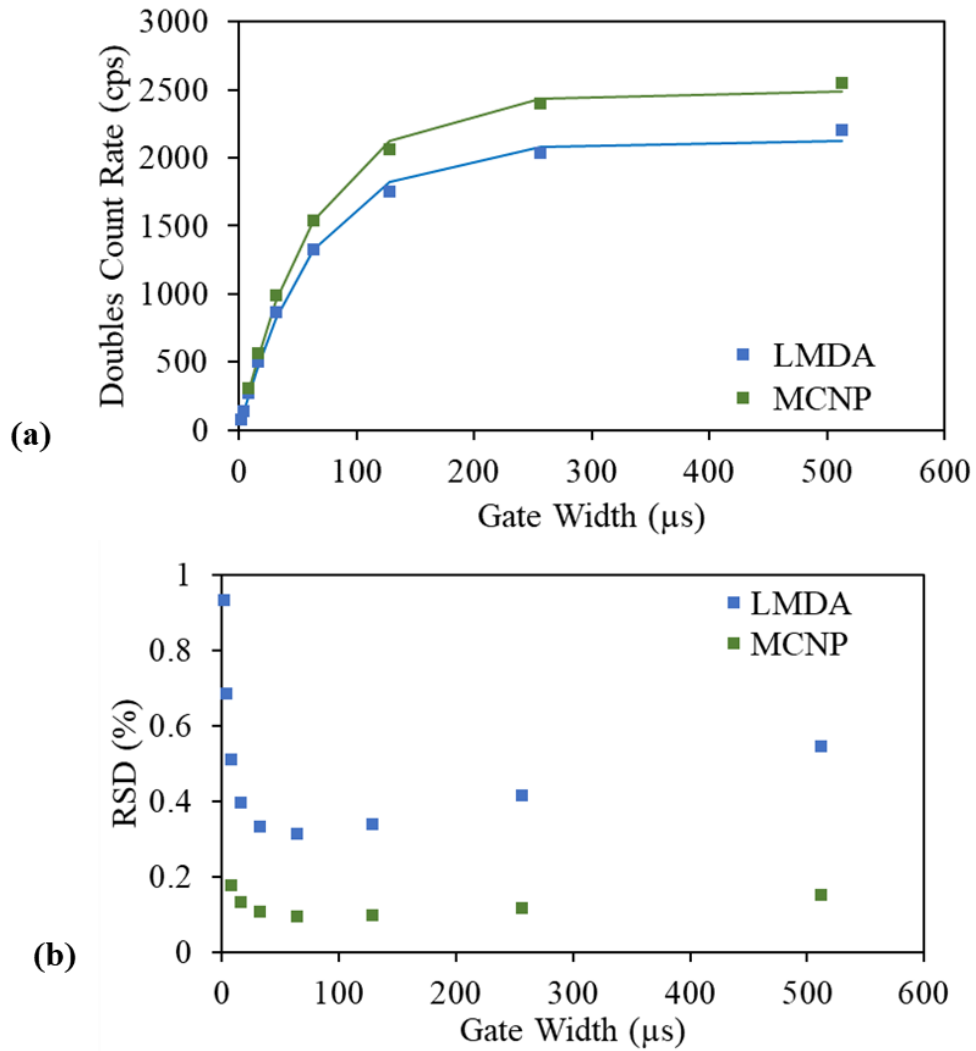 3000
2500
2000
1500
1000
500
0
Doubles Count Rate (cps)
LMDA
MCNP
(a)
0 100 200 300 400 500 600
Gate Width (µs)
1
0.8
0.6
0.4
0.2
0
RSD (%)
LMDA
MCNP
(b)
0 100 200 300 400 500 600
Gate Width (µs)